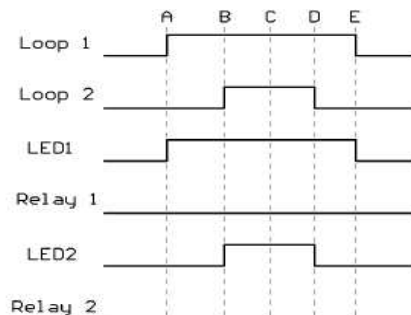 A B C D E
Loop 1
Loop 2
LED1
Relay 1
LED2
Relay 2